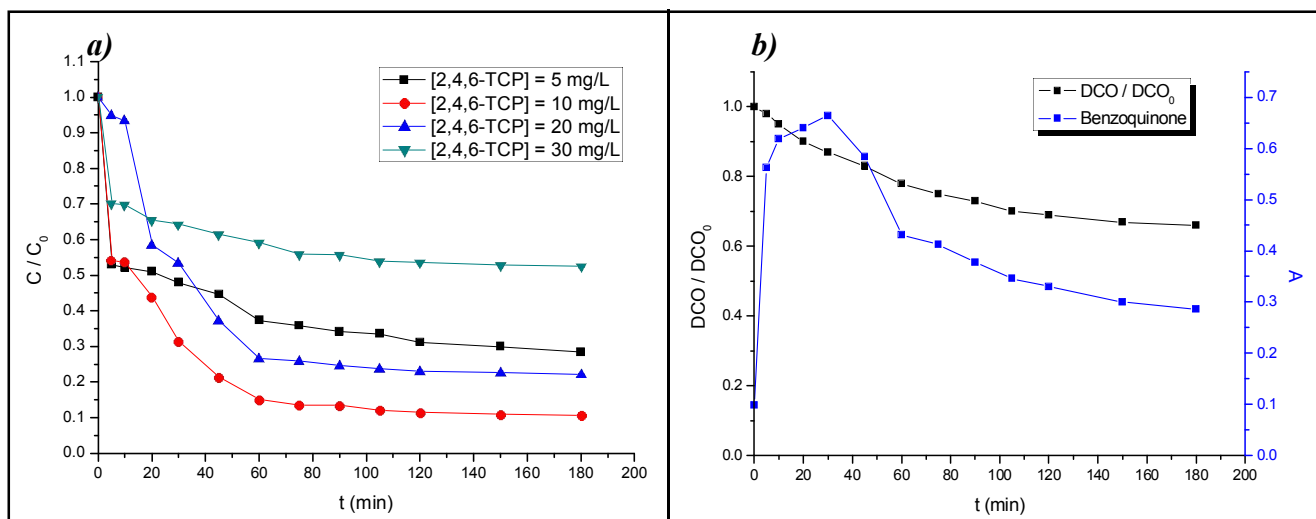 a)
[2,4,6-TCP] = 5 mg/L
[2,4,6-TCP] = 10 mg/L
[2,4,6-TCP] = 20 mg/L
[2,4,6-TCP] = 30 mg/L
C / C0
1.1
1.0
0.9
0.8
0.7
0.6
0.5
0.4
0.3
0.2
0.1
0.0
0 20 40 60 80 100 120 140 160 180 200
t (min)
b)
DCO / DCO0
Benzoquinone
DCO / DCO0
1.0
0.8
0.6
0.4
0.2
0.0
0.7
0.6
0.5
0.4
0.3
0.2
0.1
0.0
A
0 20 40 60 80 100 120 140 160 180 200
t (min)